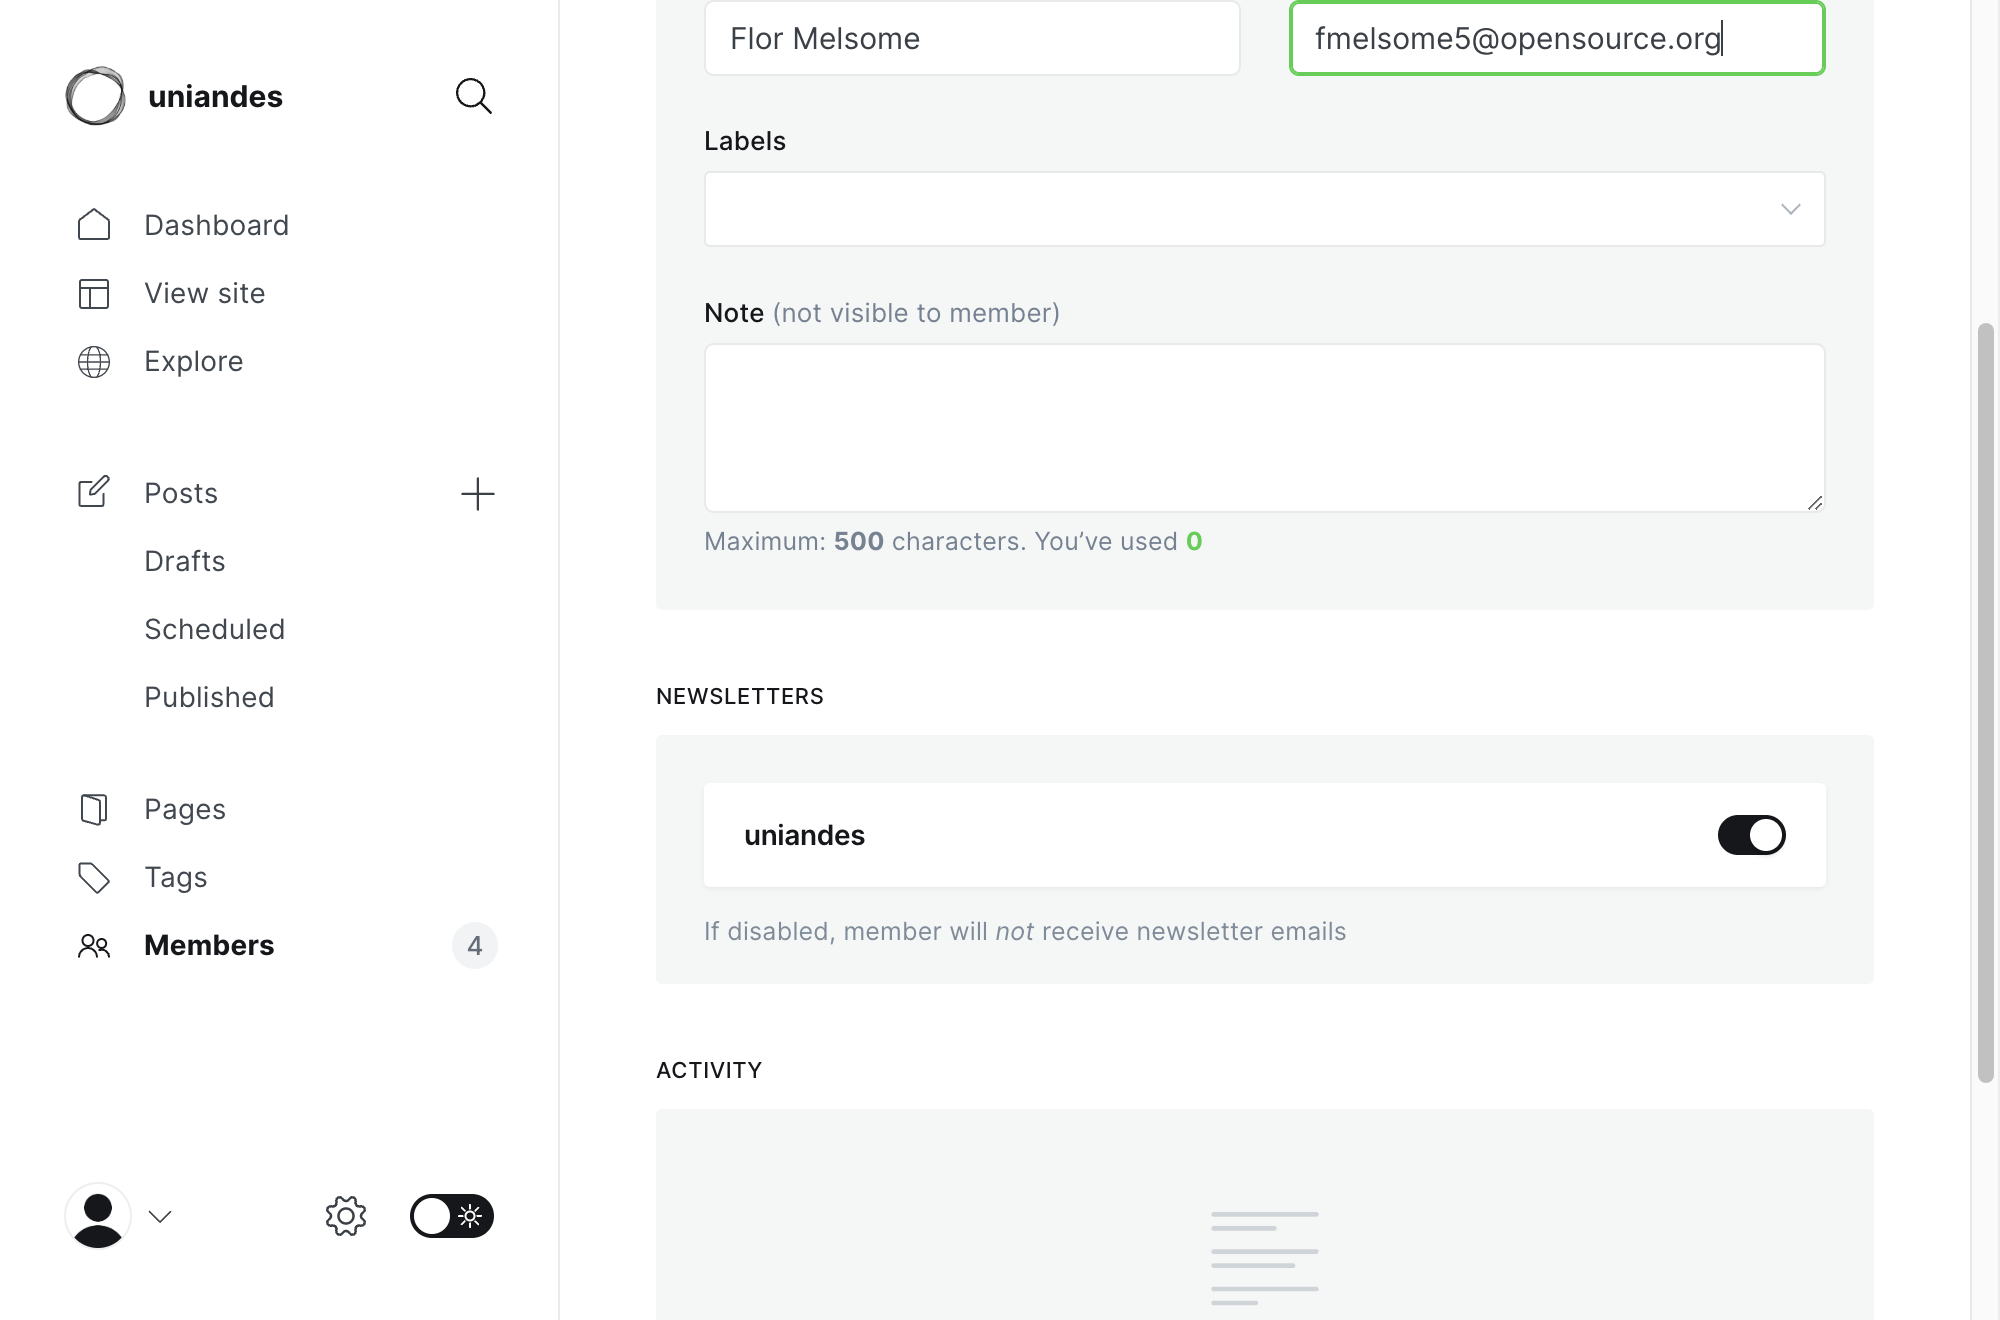 uniandes
Dashboard
View site
Explore
Posts
Drafts
Scheduled
Published
Pages
Tags
Members 4
Flor Melsome fmelsome5@opensource.org
Labels
Note (not visible to member)
Maximum: 500 characters. You’ve used 0
NEWSLETTERS
uniandes
If disabled, member will not receive newsletter emails
ACTIVITY